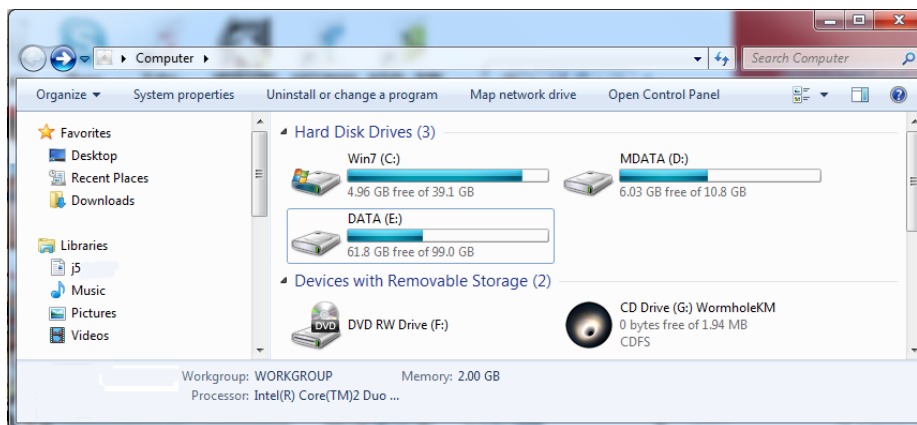 Computer
Search Computer
Organize
System properties
Uninstall or change a program
Map network drive
Open Control Panel
Favorites
Desktop
Recent Places
Downloads
Libraries
j5
Music
Pictures
Videos
Hard Disk Drives (3)
Win7 (C:)
4.96 GB free of 39.1 GB
MDATA (D:)
6.03 GB free of 10.8 GB
DATA (E:)
61.8 GB free of 99.0 GB
Devices with Removable Storage (2)
DVD
DVD RW Drive (F:)
CD Drive (G:) WormholeKM
0 bytes free of 1.94 MB
CDFS
Workgroup: WORKGROUP
Memory: 2.00 GB
Processor: Intel(R) Core(TM)2 Duo ...